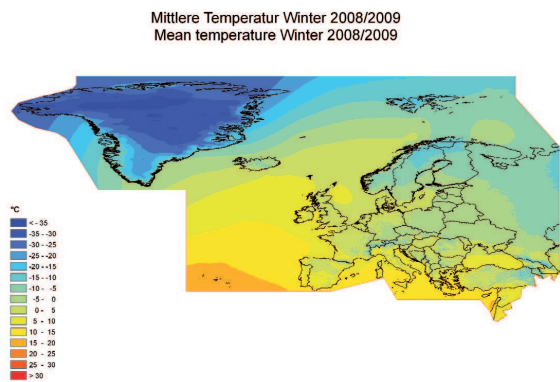 Mittlere Temperatur Winter 2008/2009
Mean temperature Winter 2008/2009
°C
< - 35
-35 - -30
-30 - -25
-25 - -20
-20 - -15
-15 - -10
-10 - -5
-5 - 0
0 - 5
5 - 10
10 - 15
15 - 20
20 - 25
25 - 30
> 30